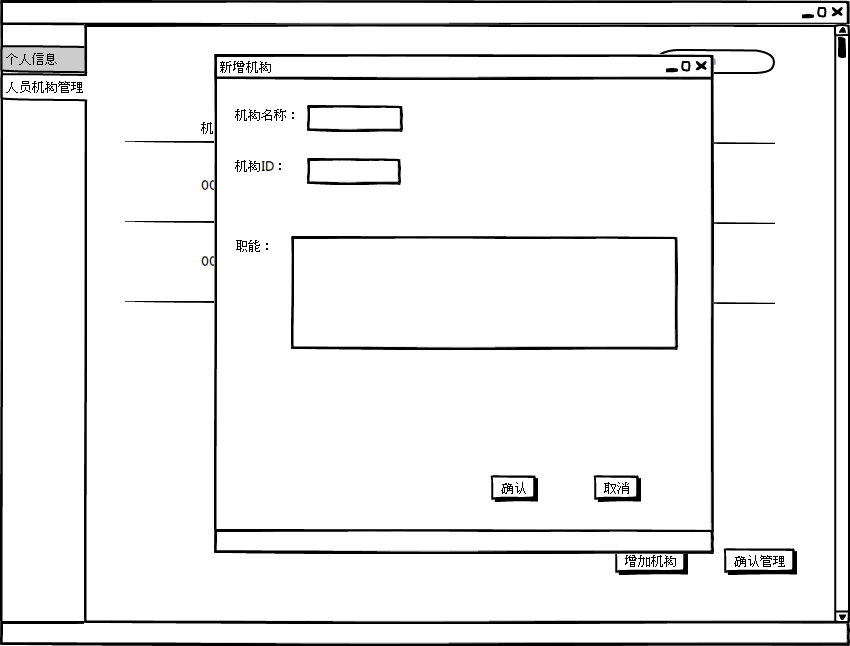 个人信息
人员机构管理
新增机构
机构名称：
机构ID：
职能：
确认
取消
机
00
00
增加机构
确认管理